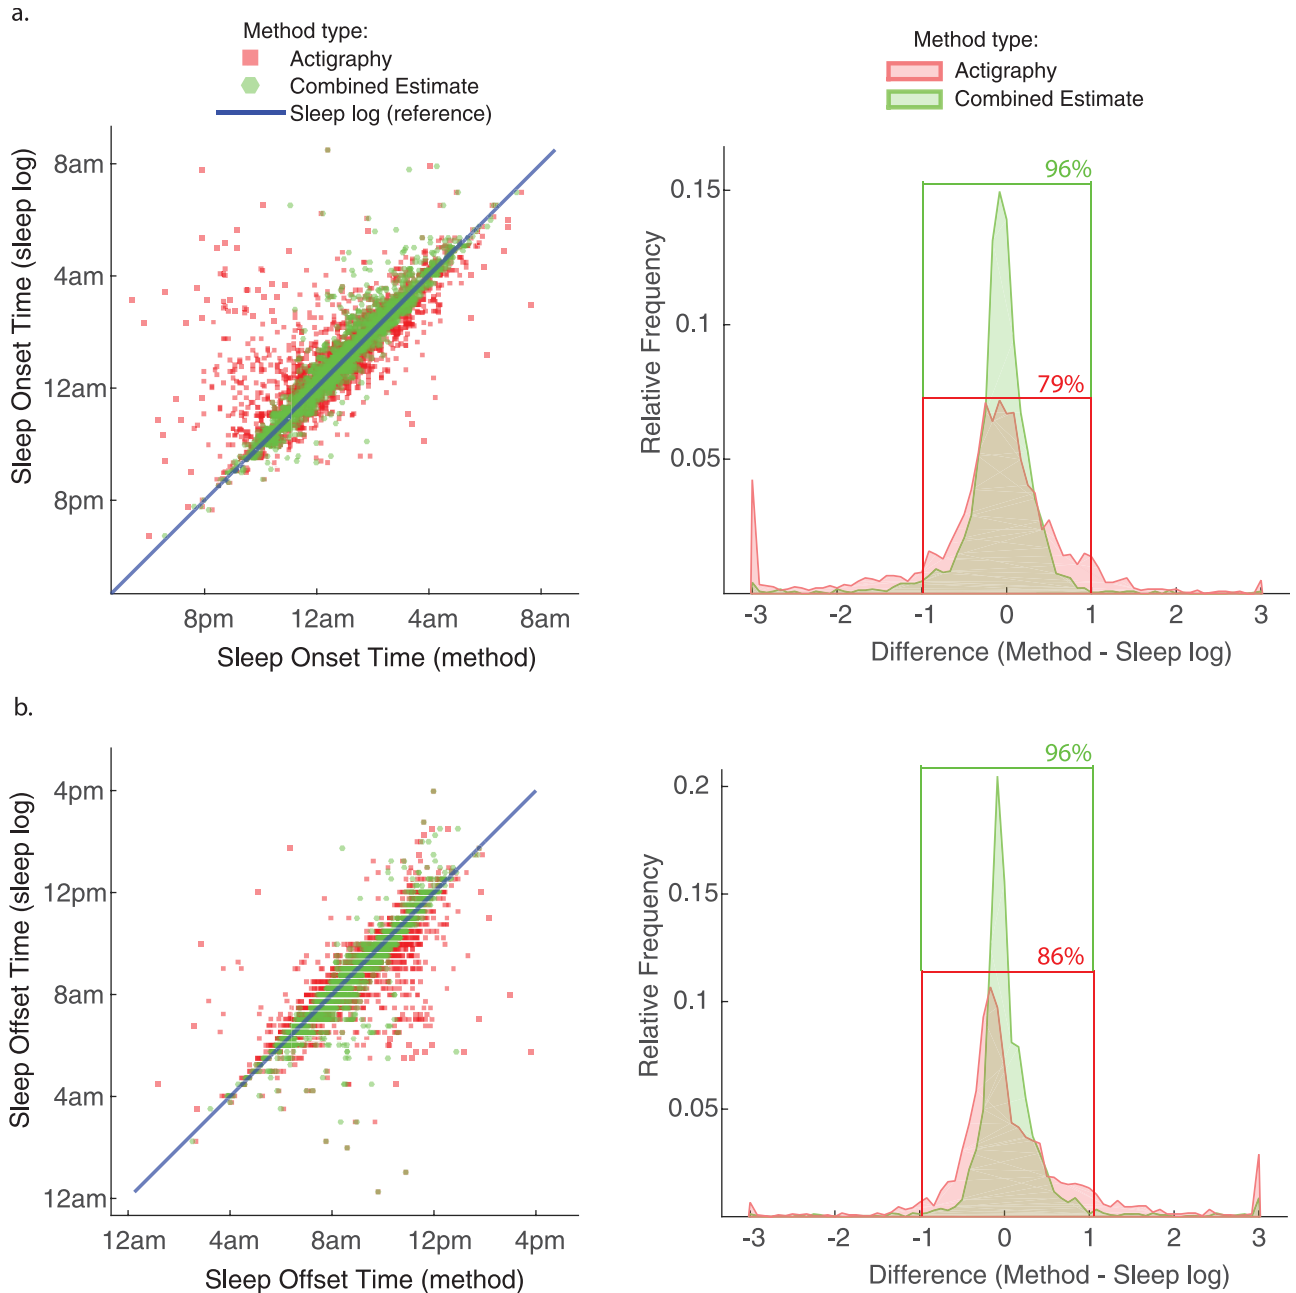 a.
Method type:
Actigraphy
Combined Estimate
Sleep log (reference)
Sleep Onset Time (sleep log)
8am
4am
12am
8pm
8pm 12am 4am 8am
Sleep Onset Time (method)
Method type:
Actigraphy
Combined Estimate
96%
79%
Relative Frequency
0.15
0.1
0.05
-3 -2 -1 0 1 2 3
Difference (Method - Sleep log)
b.
Sleep Offset Time (sleep log)
4pm
12pm
8am
4am
12am
12am 4am 8am 12pm 4pm
Sleep Offset Time (method)
96%
86%
Relative Frequency
0.2
0.15
0.1
0.05
-3 -2 -1 0 1 2 3
Difference (Method - Sleep log)